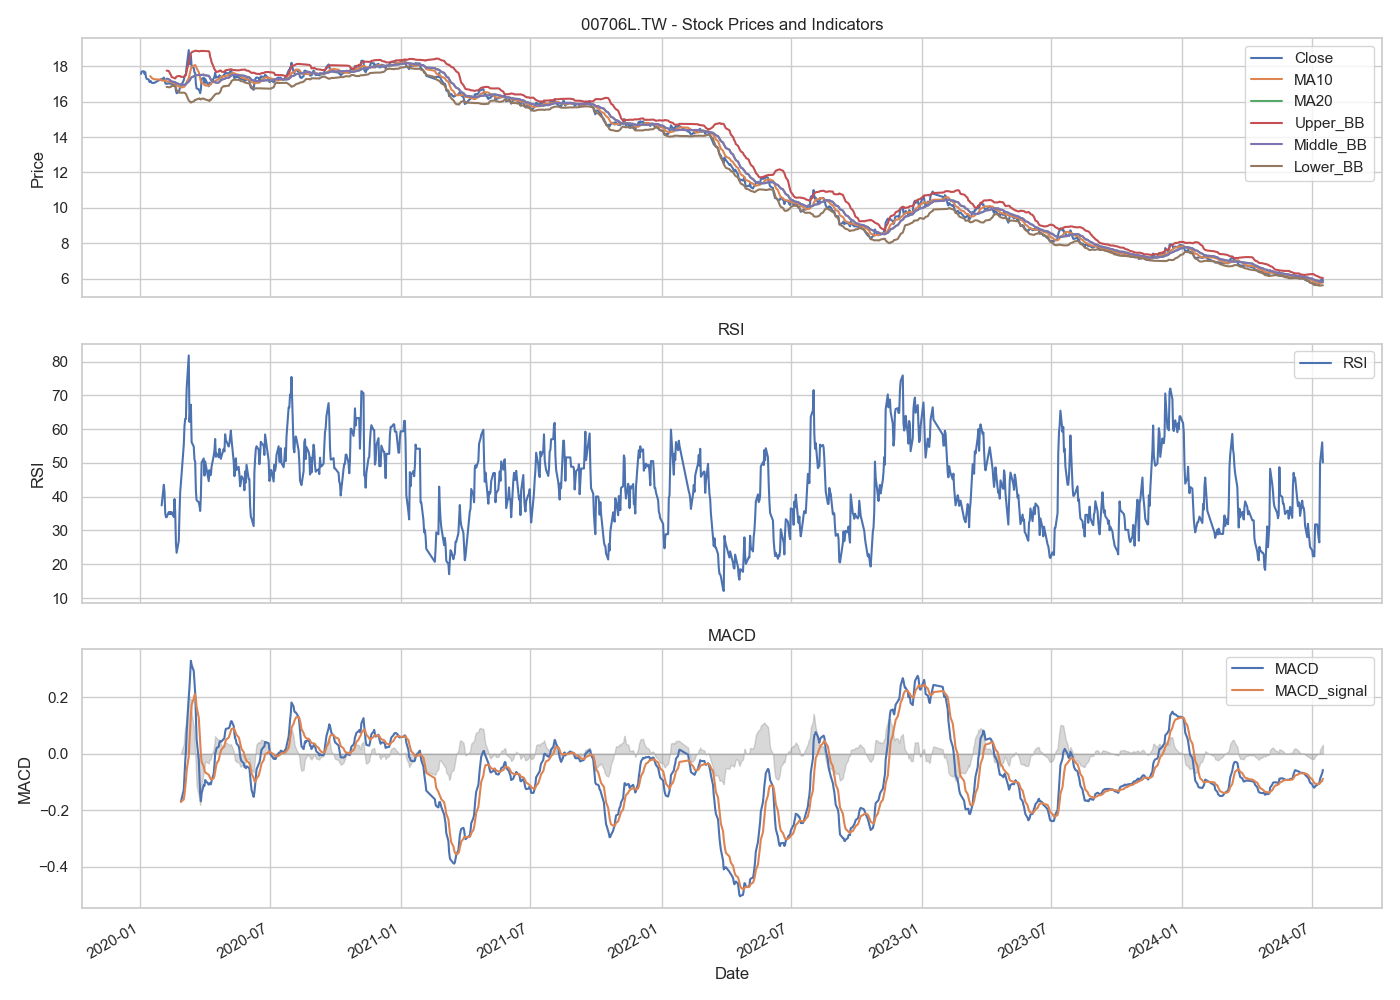 00706L.TW - Stock Prices and Indicators
Price
18
16
14
12
10
8
6
Close
MA10
MA20
Upper_BB
Middle_BB
Lower_BB
RSI
RSI
80
70
60
50
40
30
20
10
RSI
MACD
MACD
0.2
0.0
−0.2
−0.4
MACD
MACD_signal
2020-01
2020-07
2021-01
2021-07
2022-01
2022-07
2023-01
2023-07
2024-01
2024-07
Date